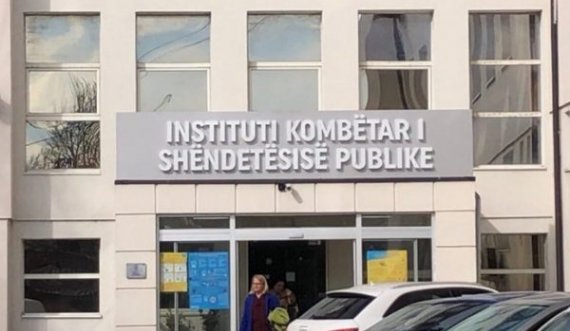 INSTITUTI KOMBËTAR I
SHËNDETËSISË PUBLIKE